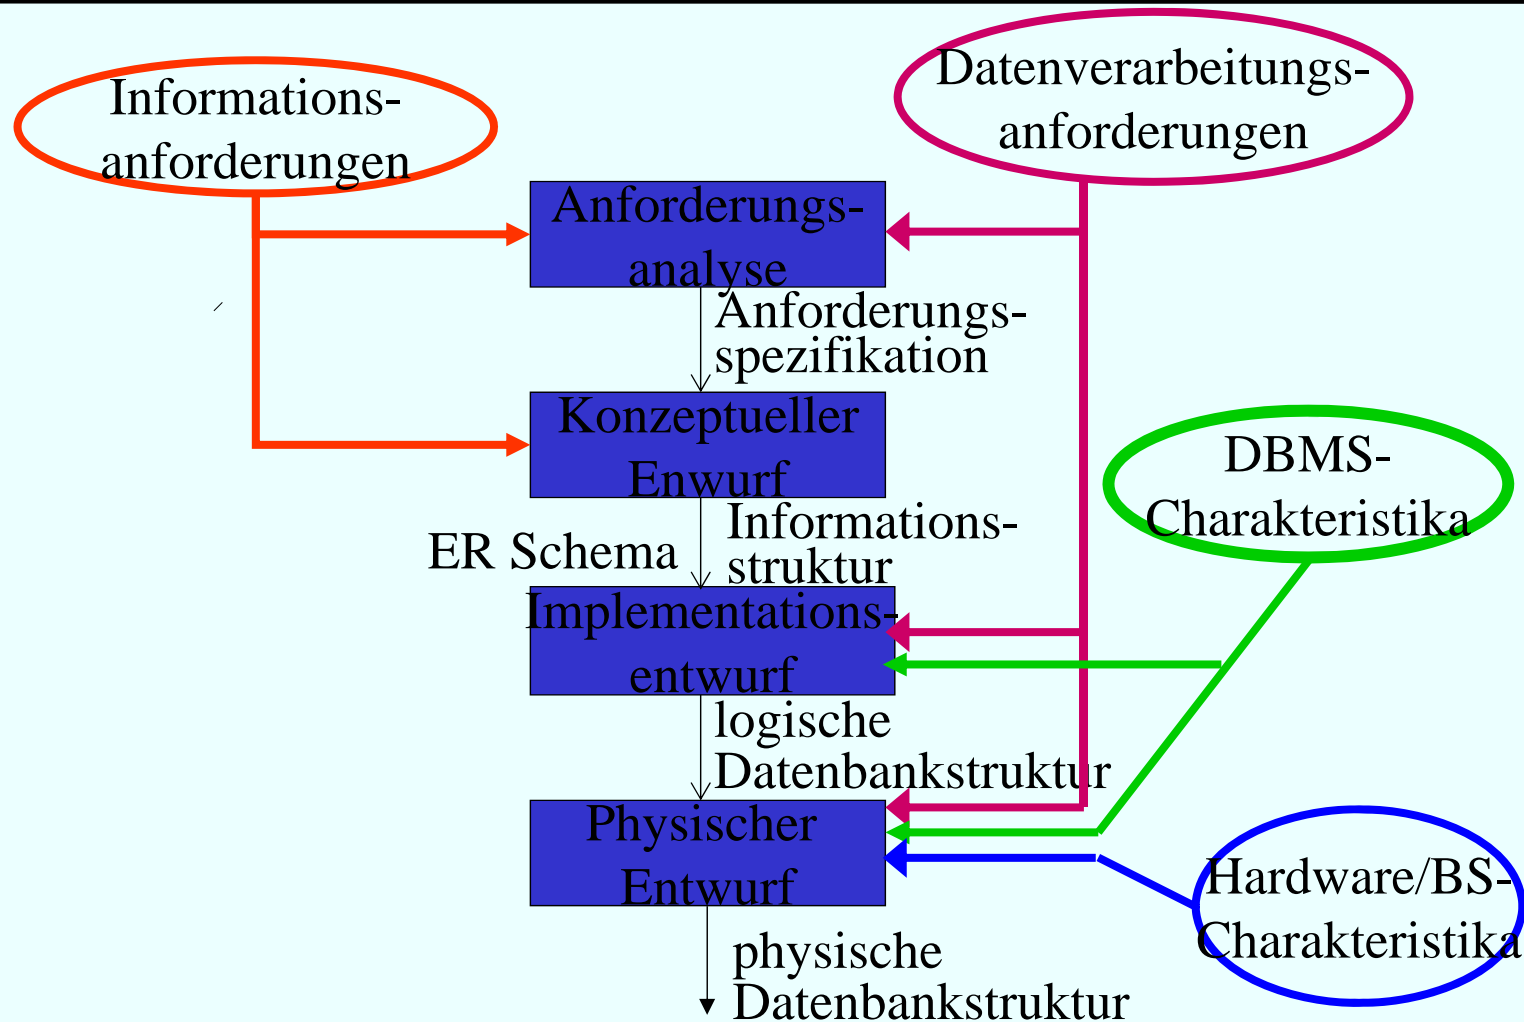 Informations-
anforderungen
Datenverarbeitungs-
anforderungen
Anforderungs-
analyse
Anforderungs-
spezifikation
Konzeptueller
Enwurf
DBMS-
Charakteristika
ER Schema
Informations-
struktur
Implementations-
entwurf
logische
Datenbankstruktur
Physischer
Entwurf
Hardware/BS-
Charakteristika
physische
Datenbankstruktur